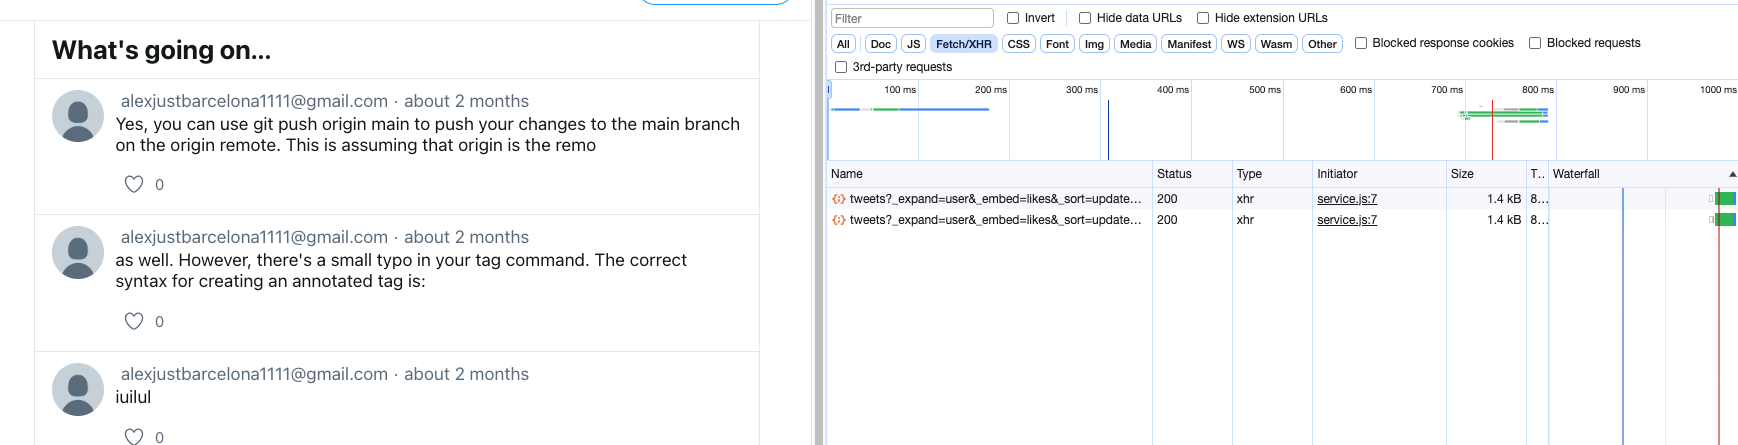 What's going on...
alexjustbarcelona1111@gmail.com · about 2 months
Yes, you can use git push origin main to push your changes to the main branch
on the origin remote. This is assuming that origin is the remo
0
alexjustbarcelona1111@gmail.com · about 2 months
as well. However, there's a small typo in your tag command. The correct
syntax for creating an annotated tag is:
0
alexjustbarcelona1111@gmail.com · about 2 months
iuilul
0
Filter Invert Hide data URLs Hide extension URLs
All Doc JS Fetch/XHR CSS Font Img Media Manifest WS Wasm Other Blocked response cookies Blocked requests
3rd-party requests
100 ms 200 ms 300 ms 400 ms 500 ms 600 ms 700 ms 800 ms 900 ms 1000 ms
Name Status Type Initiator Size T.. Waterfall
tweets?_expand=user&_embed=likes&_sort=update... 200 xhr service.js:7 1.4 kB 8...
tweets?_expand=user&_embed=likes&_sort=update... 200 xhr service.js:7 1.4 kB 8...